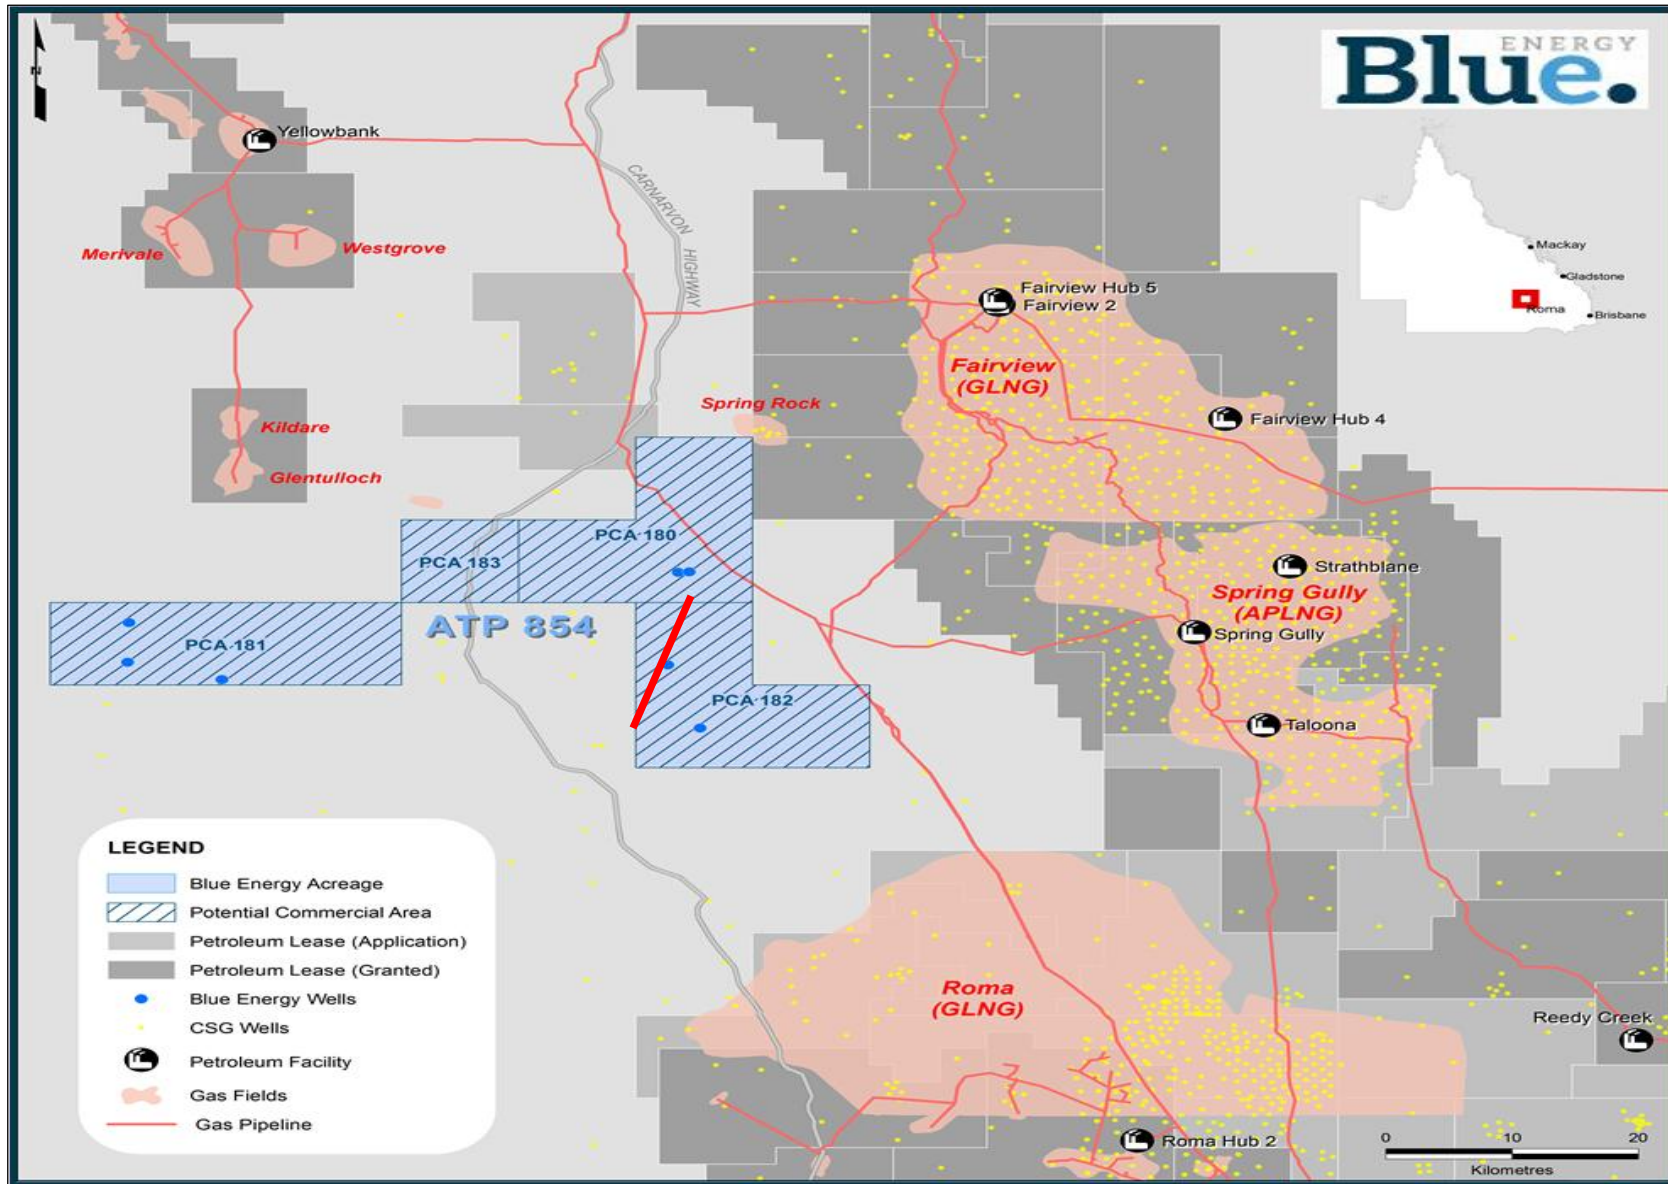 N
ENERGY
Blue.
Yellowbank
CARNARVON
HIGHWAY
Merivale
Westgrove
Mackay
Gladstone
Roma
Brisbane
Fairview Hub 5
Fairview 2
Fairview
(GLNG)
Spring Rock
Fairview Hub 4
Kildare
Glentulloch
PCA 180
PCA 183
Strathblane
Spring Gully
(APLNG)
ATP 854
Spring Gully
PCA 181
PCA 182
Taloona
LEGEND
Blue Energy Acreage
Potential Commercial Area
Petroleum Lease (Application)
Petroleum Lease (Granted)
Blue Energy Wells
CSG Wells
Petroleum Facility
Gas Fields
Gas Pipeline
Roma
(GLNG)
Reedy Creek
Roma Hub 2
0 10 20
Kilometres